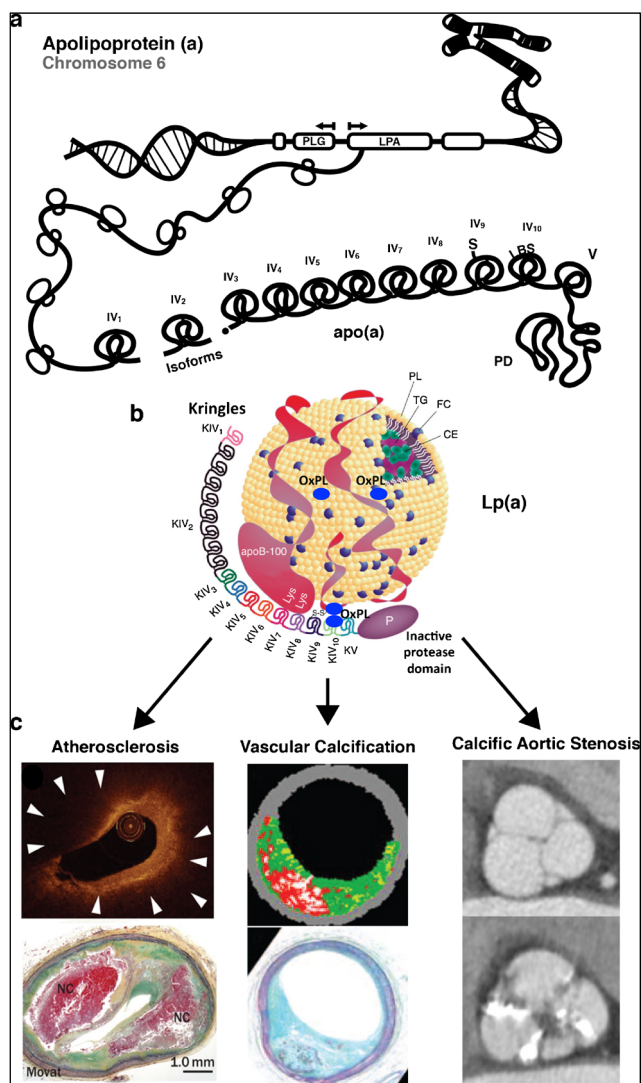 a
Apolipoprotein (a)
Chromosome 6
PLG
LPA
IV1
IV2
IV3
IV4
IV5
IV6
IV7
IV8
IV9
S
IV10
LBS
V
Isoforms
apo(a)
PD
b
Kringles
KIV1
PL
TG
FC
CE
OxPL
OxPL
Lp(a)
KIV2
apoB-100
Lys
Lys
KIV3
KIV4
KIV5
KIV6
KIV7
KIV8
KIV9
S-S
KIV10
KV
OxPL
P
Inactive
protease
domain
c
Atherosclerosis
Vascular Calcification
Calcific Aortic Stenosis
NC
NC
Movat
1.0 mm